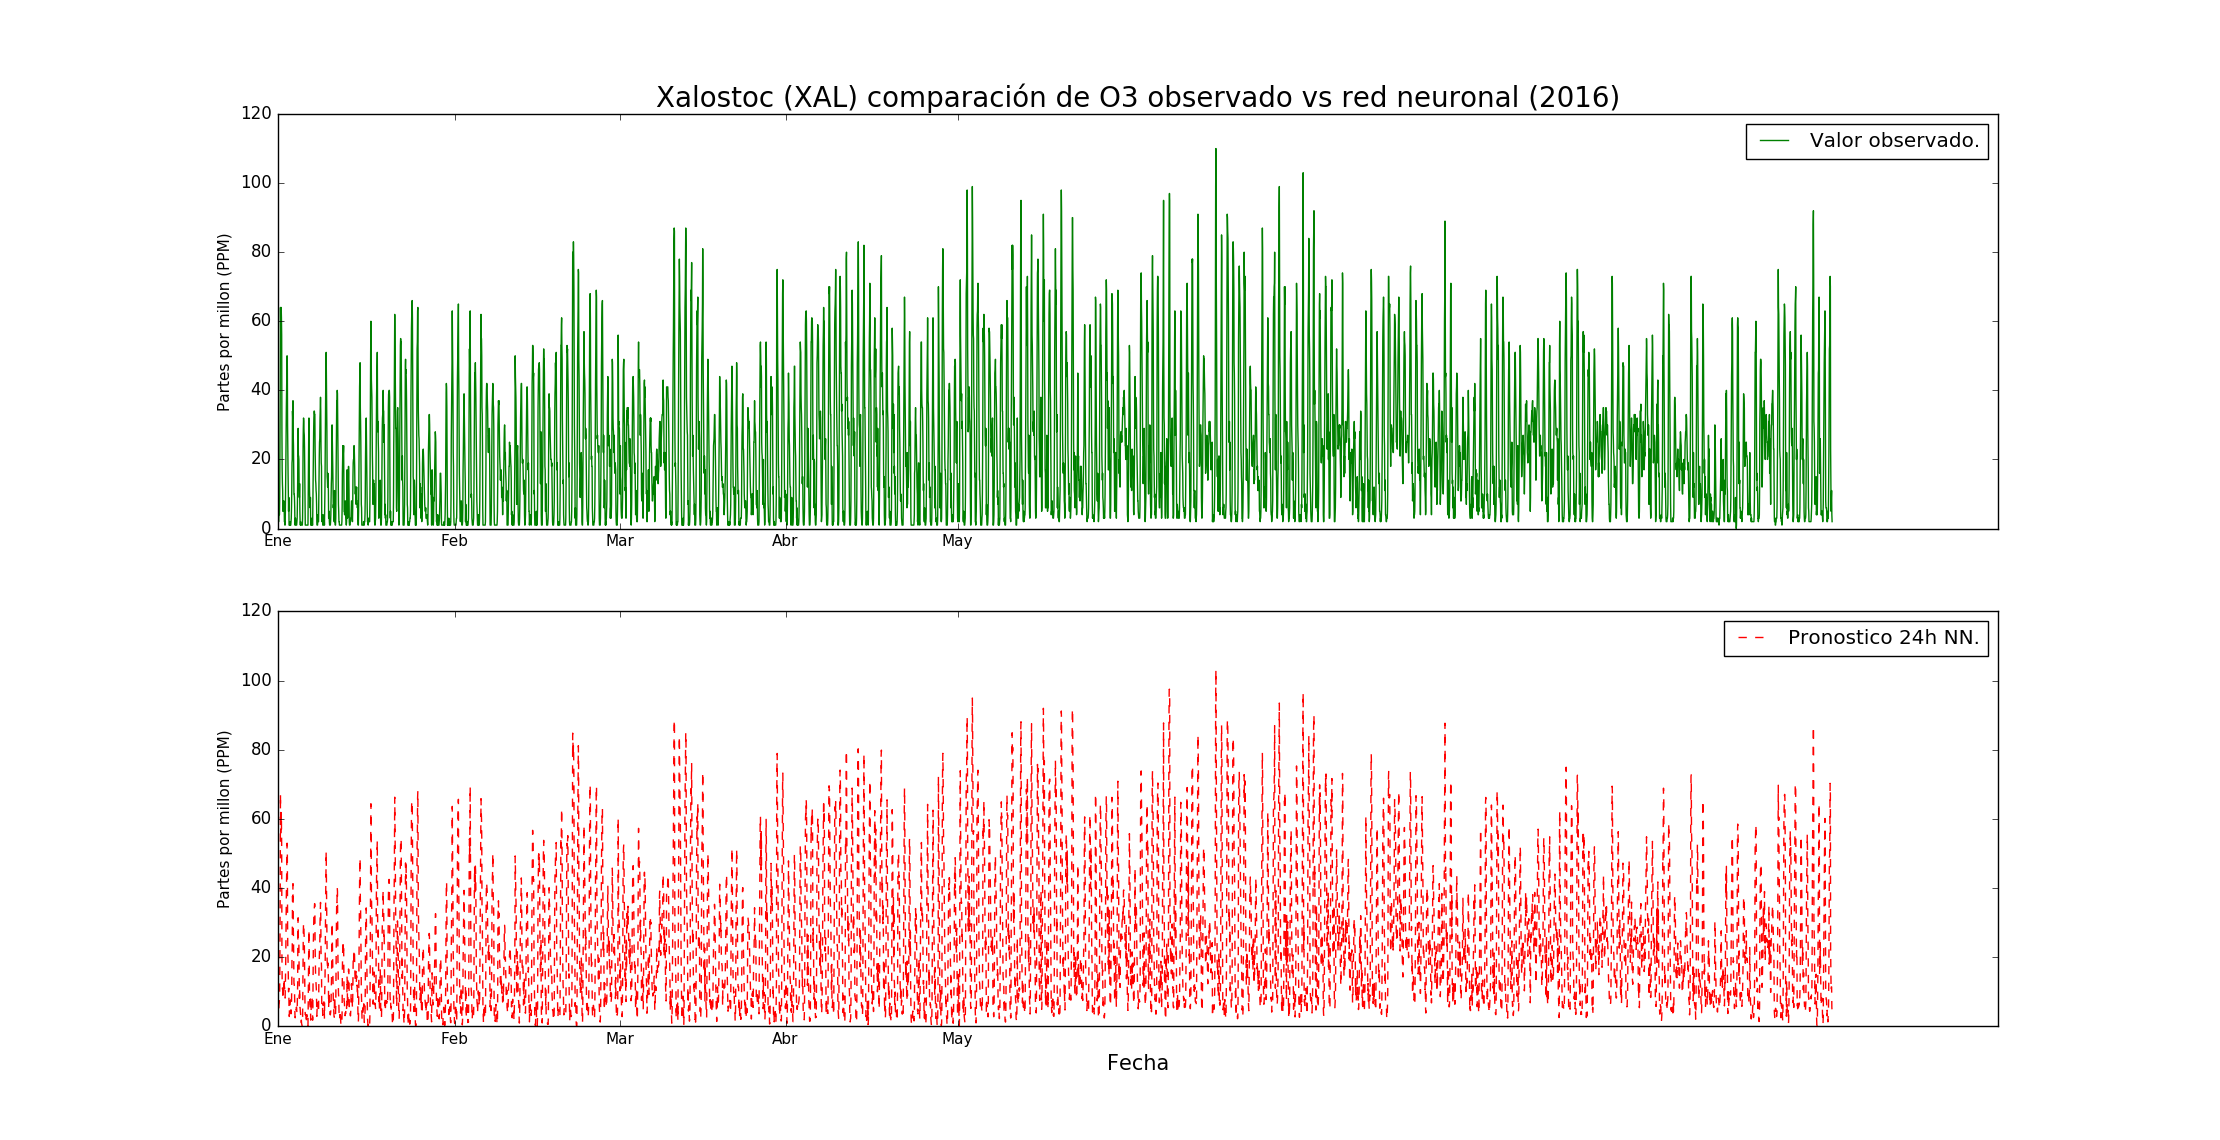 Xalostoc (XAL) comparación de O3 observado vs red neuronal (2016)
120
100
80
60
40
20
0
Partes por millon (PPM)
Valor observado.
Ene Feb Mar Abr May
120
100
80
60
40
20
0
Partes por millon (PPM)
Pronostico 24h NN.
Ene Feb Mar Abr May
Fecha